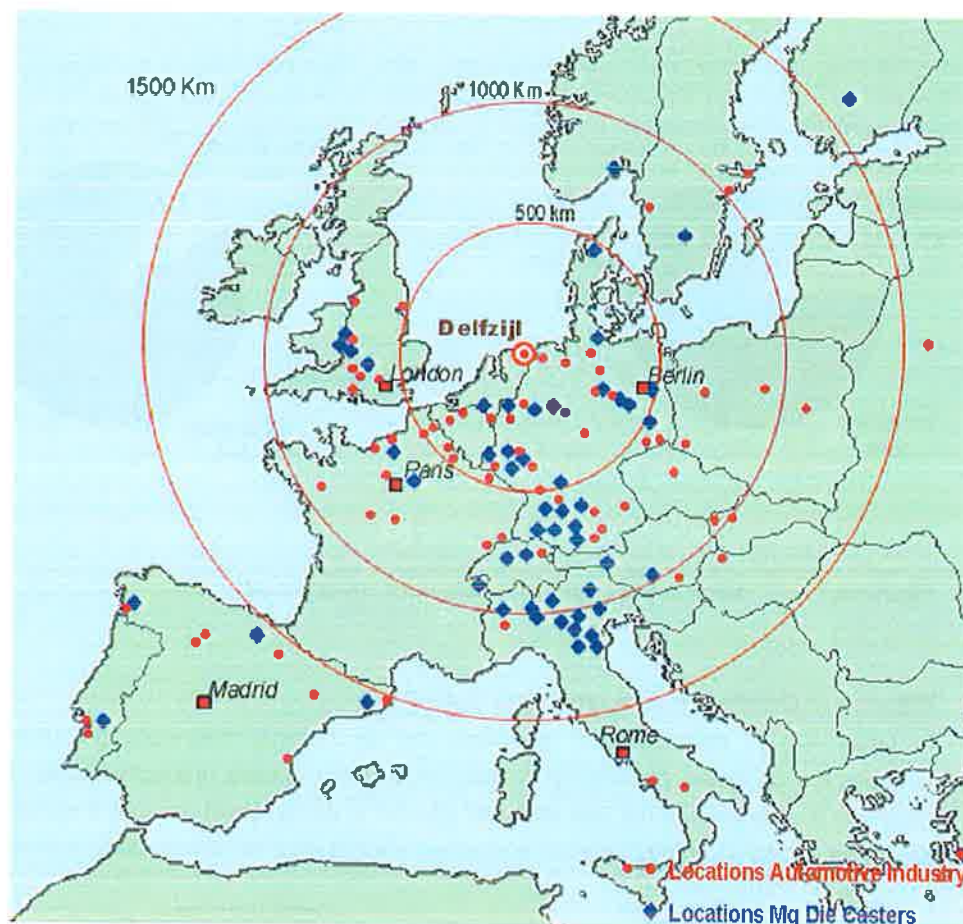 1500 Km
1000 Km
500 km
Delfzijl
London
Berlin
Paris
Madrid
Rome
Locations Automotive Industry
Locations Mg Die Casters